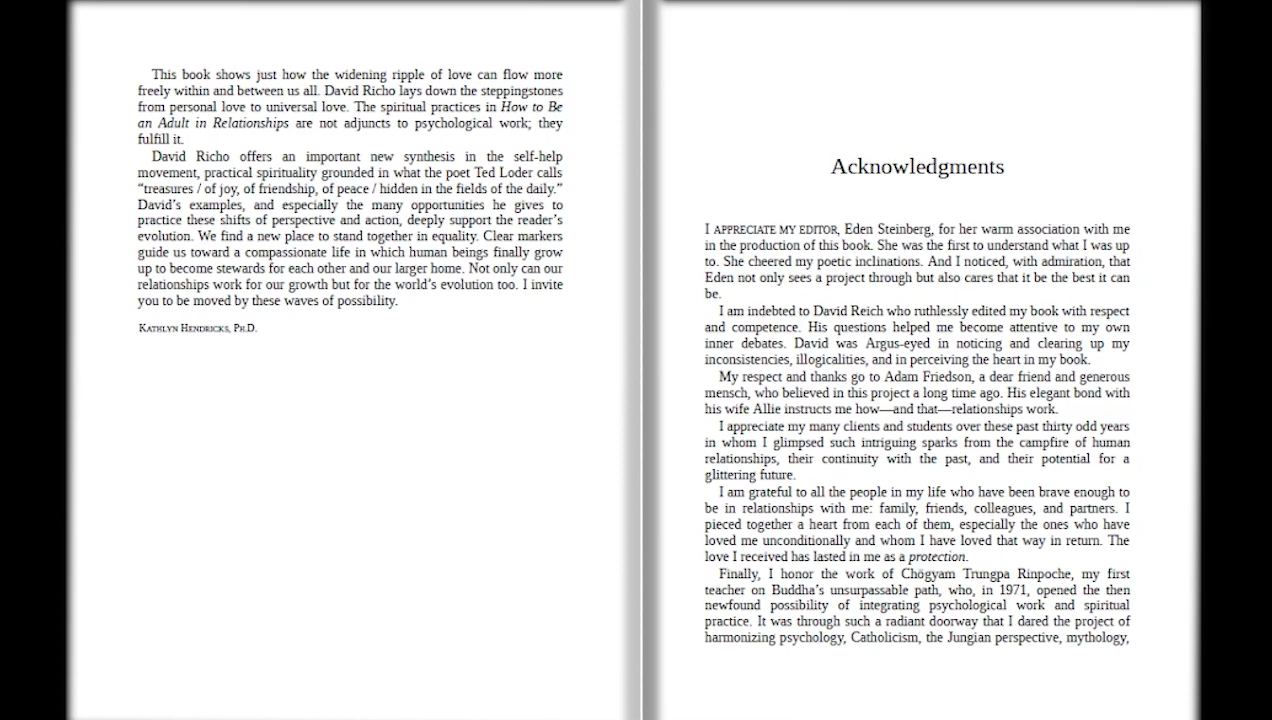 This book shows just how the widening ripple of love can flow more
freely within and between us all. David Richo lays down the steppingstones
from personal love to universal love. The spiritual practices in How to Be
an Adult in Relationships are not adjuncts to psychological work; they
fulfill it.
David Richo offers an important new synthesis in the self-help
movement, practical spirituality grounded in what the poet Ted Loder calls
“treasures / of joy, of friendship, of peace / hidden in the fields of the daily.”
David’s examples, and especially the many opportunities he gives to
practice these shifts of perspective and action, deeply support the reader’s
evolution. We find a new place to stand together in equality. Clear markers
guide us toward a compassionate life in which human beings finally grow
up to become stewards for each other and our larger home. Not only can our
relationships work for our growth but for the world’s evolution too. I invite
you to be moved by these waves of possibility.
KATHLYN HENDRICKS, PH.D.
Acknowledgments
I APPRECIATE MY EDITOR, Eden Steinberg, for her warm association with me
in the production of this book. She was the first to understand what I was up
to. She cheered my poetic inclinations. And I noticed, with admiration, that
Eden not only sees a project through but also cares that it be the best it can
be.
I am indebted to David Reich who ruthlessly edited my book with respect
and competence. His questions helped me become attentive to my own
inner debates. David was Argus-eyed in noticing and clearing up my
inconsistencies, illogicalities, and in perceiving the heart in my book.
My respect and thanks go to Adam Friedson, a dear friend and generous
mensch, who believed in this project a long time ago. His elegant bond with
his wife Allie instructs me how—and that—relationships work.
I appreciate my many clients and students over these past thirty odd years
in whom I glimpsed such intriguing sparks from the campfire of human
relationships, their continuity with the past, and their potential for a
glittering future.
I am grateful to all the people in my life who have been brave enough to
be in relationships with me: family, friends, colleagues, and partners. I
pieced together a heart from each of them, especially the ones who have
loved me unconditionally and whom I have loved that way in return. The
love I received has lasted in me as a protection.
Finally, I honor the work of Chögyam Trungpa Rinpoche, my first
teacher on Buddha’s unsurpassable path, who, in 1971, opened the then
newfound possibility of integrating psychological work and spiritual
practice. It was through such a radiant doorway that I dared the project of
harmonizing psychology, Catholicism, the Jungian perspective, mythology,